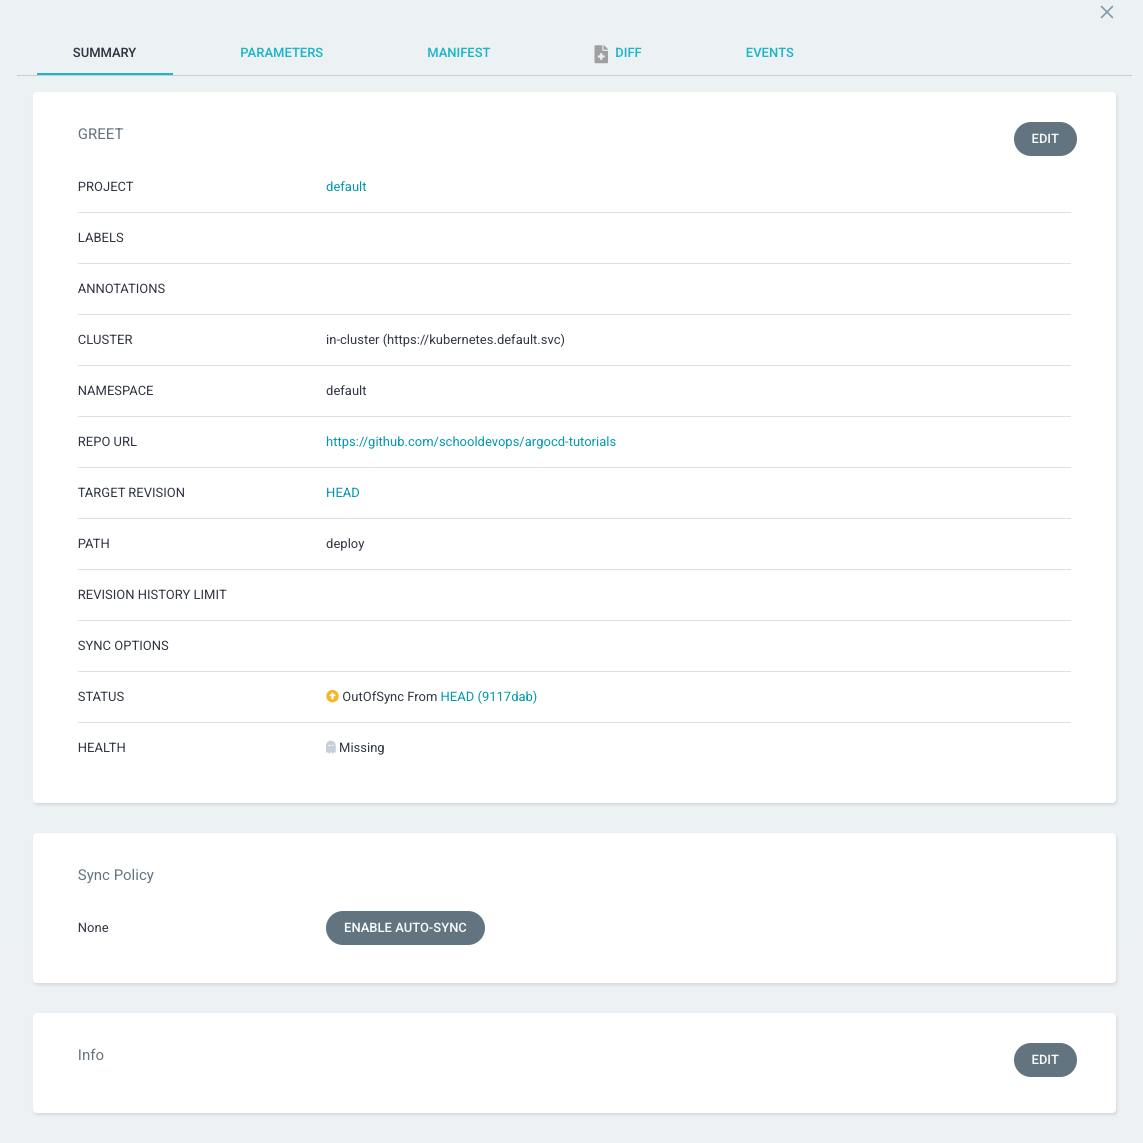 SUMMARY PARAMETERS MANIFEST DIFF EVENTS
GREET EDIT
PROJECT default
LABELS
ANNOTATIONS
CLUSTER in-cluster (https://kubernetes.default.svc)
NAMESPACE default
REPO URL https://github.com/schooldevops/argocd-tutorials
TARGET REVISION HEAD
PATH deploy
REVISION HISTORY LIMIT
SYNC OPTIONS
STATUS OutOfSync From HEAD (9117dab)
HEALTH Missing
Sync Policy
None ENABLE AUTO-SYNC
Info EDIT